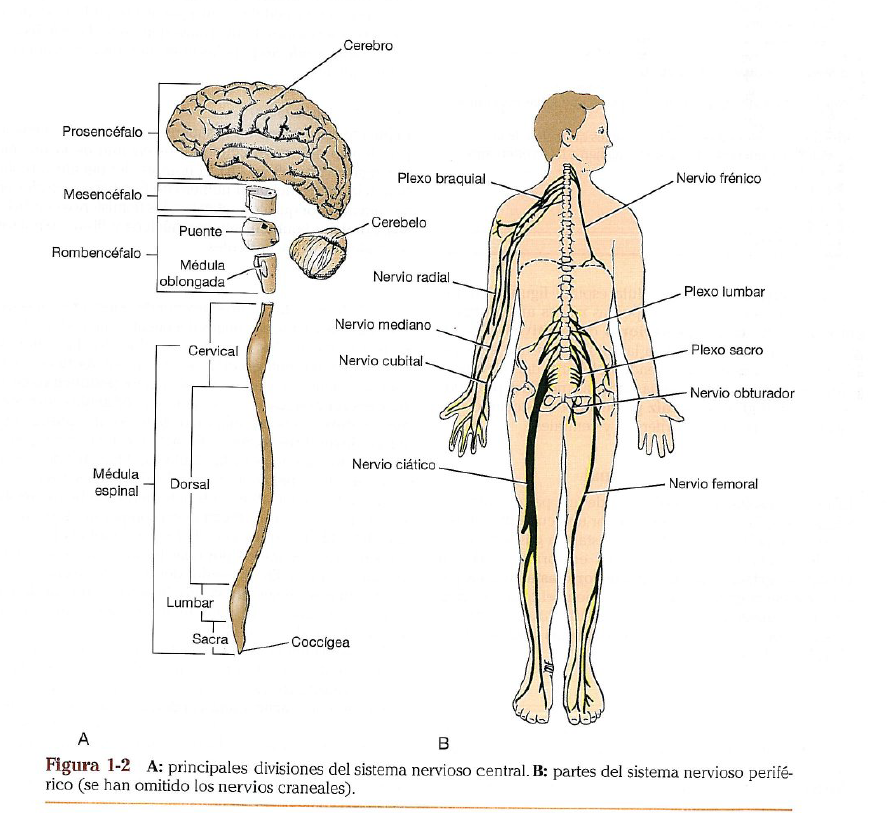 Cerebro
Prosencéfalo
Mesencéfalo
Puente
Cerebelo
Rombencéfalo
Médula
oblongada
Cervical
Médula
espinal
Dorsal
Lumbar
Sacra
Coccígea
A
Plexo braquial
Nervio frénico
Nervio radial
Plexo lumbar
Nervio mediano
Plexo sacro
Nervio cubital
Nervio obturador
Nervio ciático
Nervio femoral
B
Figura 1-2 A: principales divisiones del sistema nervioso central. B: partes del sistema nervioso perifé-
rico (se han omitido los nervios craneales).